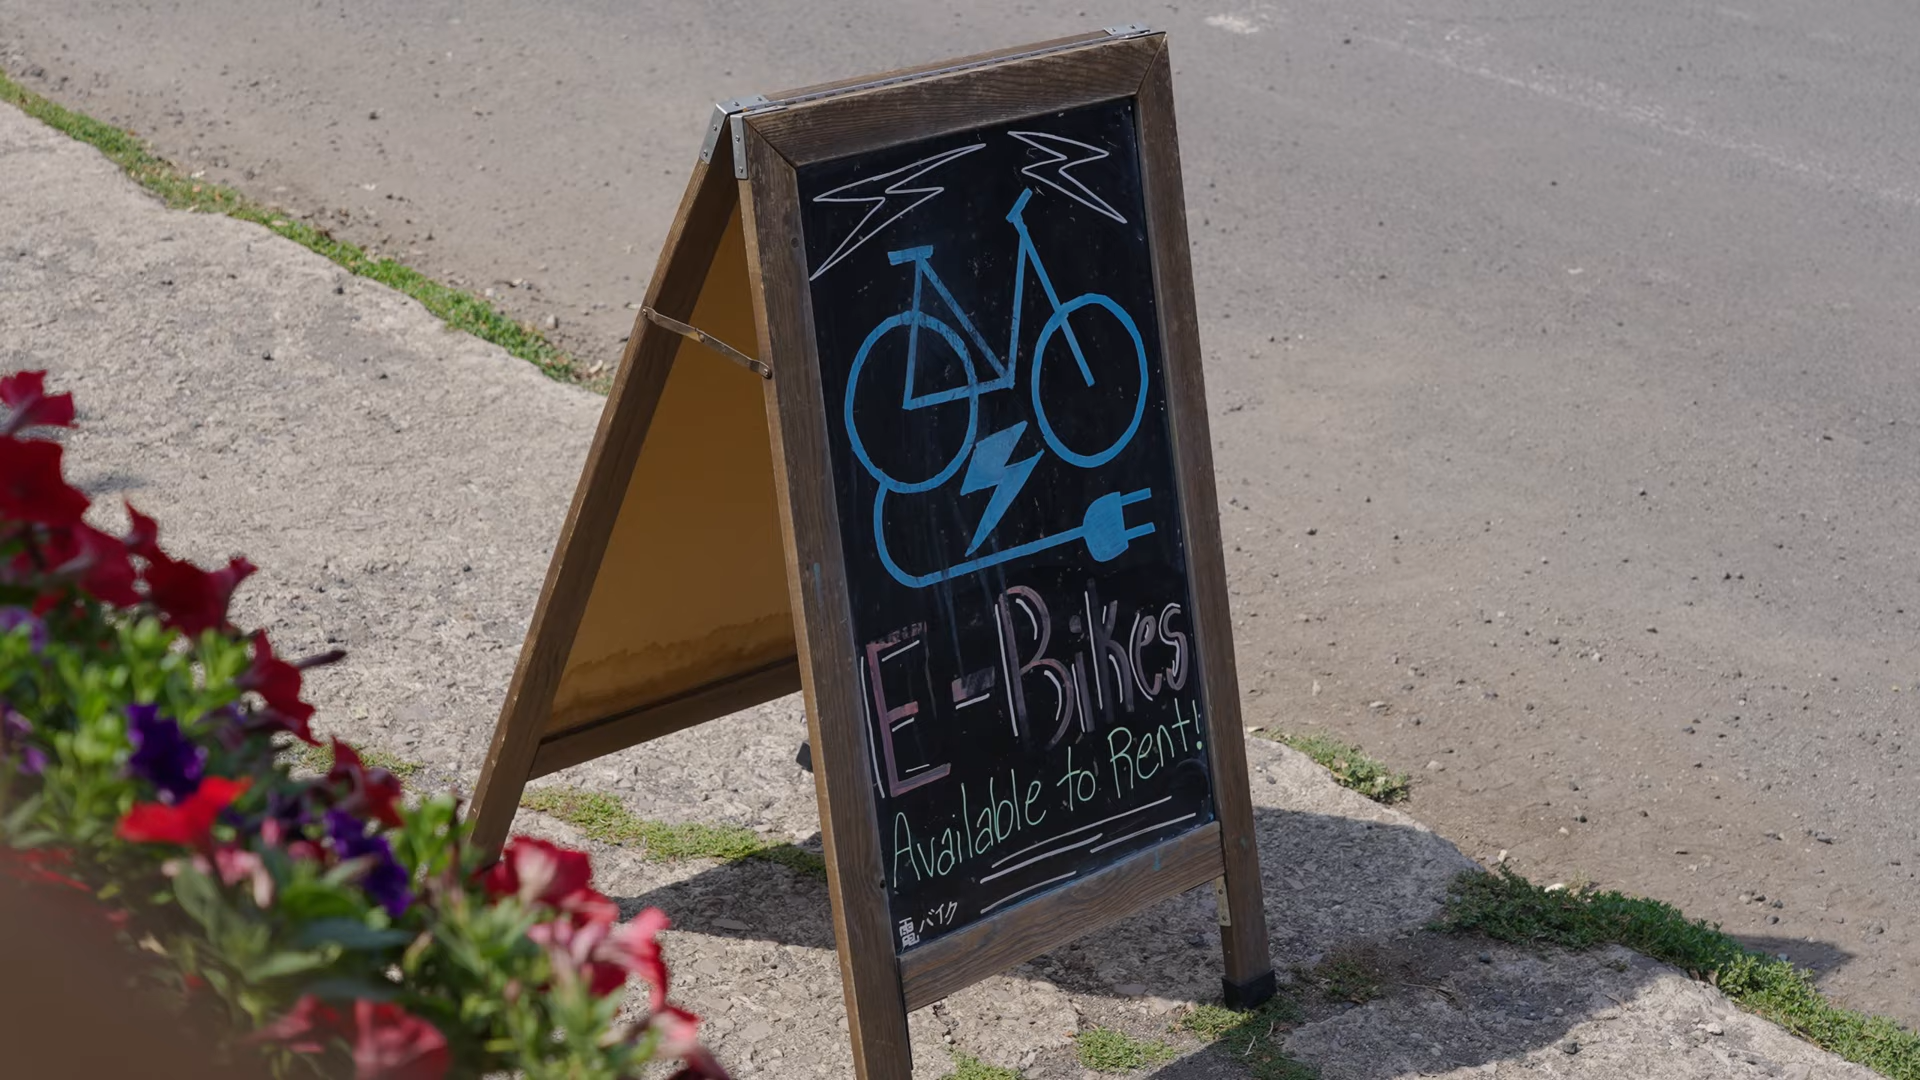 E-Bikes
Available to Rent!
電バイク